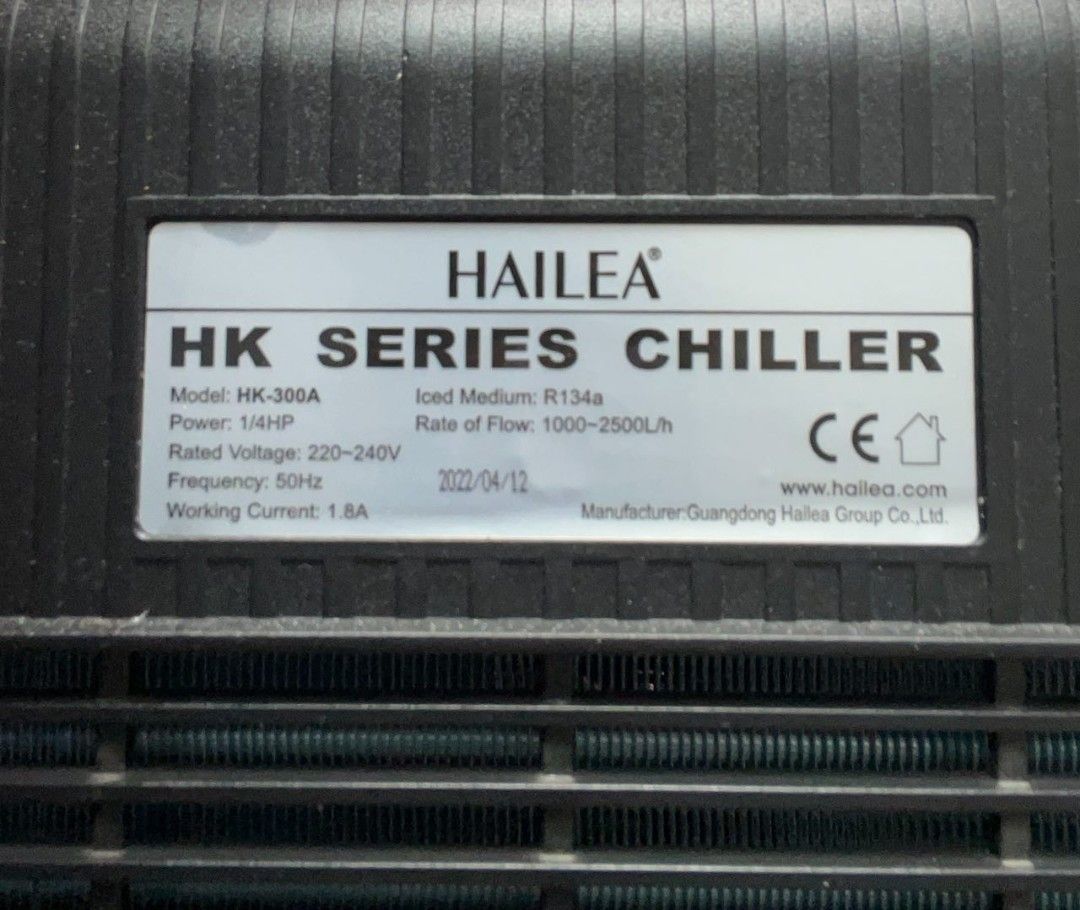 HAILEA®
HK SERIES CHILLER
Model: HK-300A
Iced Medium: R134a
Power: 1/4HP
Rate of Flow: 1000~2500L/h
Rated Voltage: 220~240V
Frequency: 50Hz
2022/04/12
Working Current: 1.8A
CE
www.hailea.com
Manufacturer:Guangdong Hailea Group Co.,Ltd.